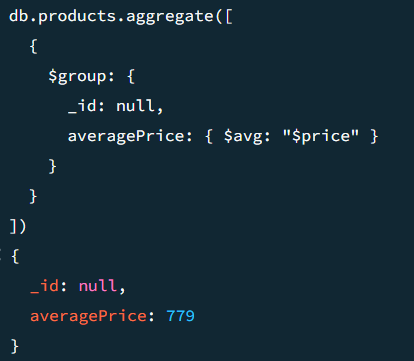 db.products.aggregate([
  {
    $group: {
      _id: null,
      averagePrice: { $avg: "$price" }
    }
  }
])
{
  _id: null,
  averagePrice: 779
}